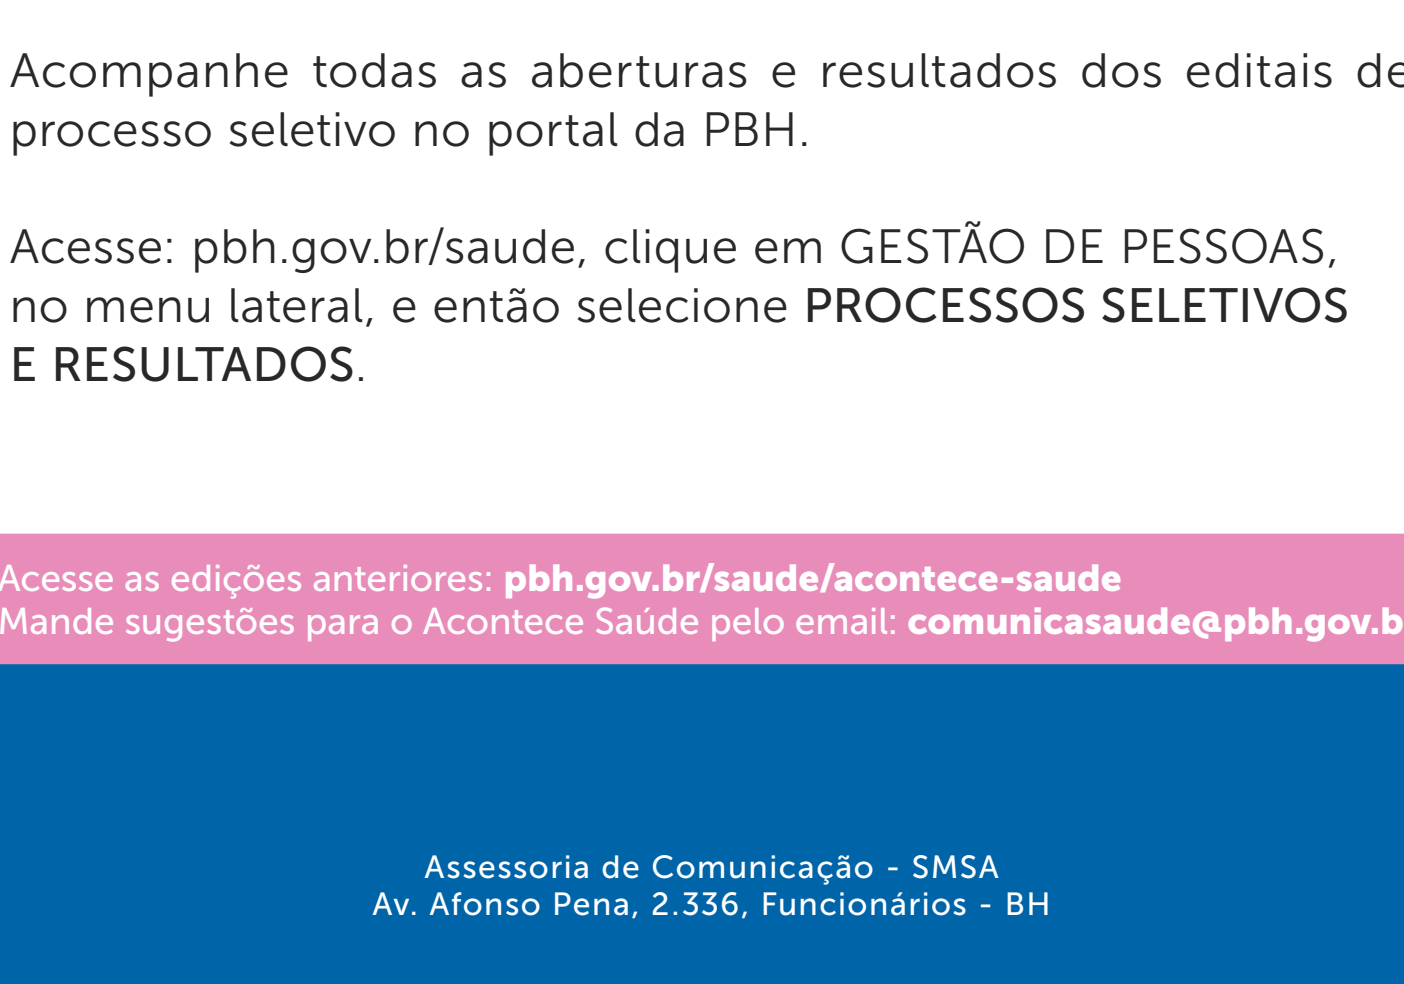 Acompanhe todas as aberturas e resultados dos editais de
processo seletivo no portal da PBH.
Acesse: pbh.gov.br/saude, clique em GESTÃO DE PESSOAS,
no menu lateral, e então selecione PROCESSOS SELETIVOS
E RESULTADOS.
Acesse as edições anteriores: pbh.gov.br/saude/acontece-saude
Mande sugestões para o Acontece Saúde pelo email: comunicasaude@pbh.gov.b
Assessoria de Comunicação - SMSA
Av. Afonso Pena, 2.336, Funcionários - BH